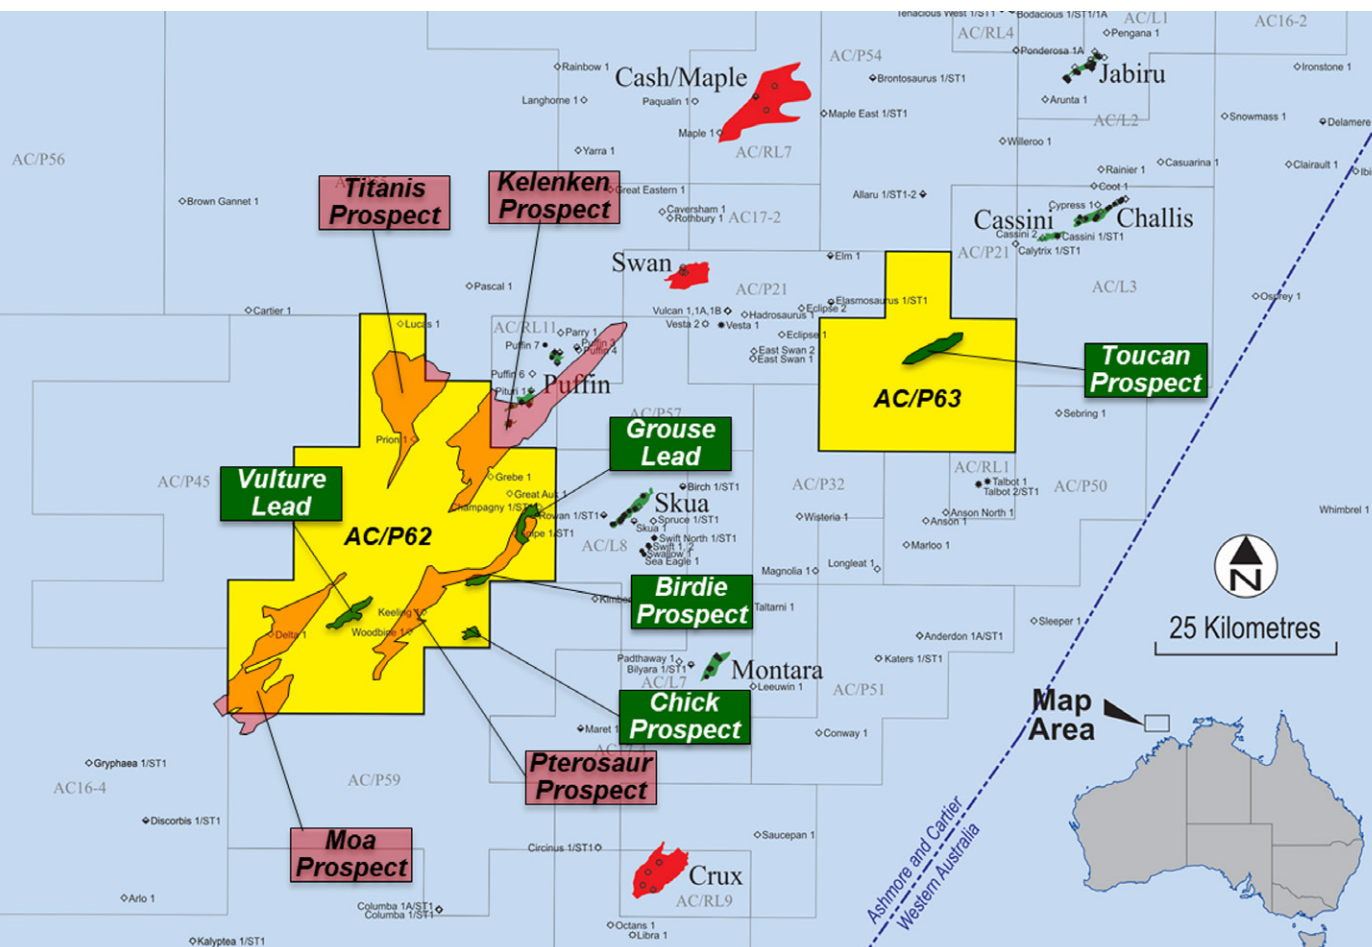 Tenacious West 1/ST1
Bodacious 1/ST1/1A
AC/L1
AC16-2
AC/RL4
Pengana 1
Ponderosa 1A
AC/P54
Rainbow 1
Cash/Maple
Brontosaurus 1/ST1
Jabiru
Ironstone 1
Langhorne 1
Paqualin 1
Arunta 1
Maple East 1/ST1
AC/L2
Snowmass 1
Delamere
Maple 1
Willeroo 1
Yarra 1
AC/RL7
AC/P56
Casuarina 1
Clairault 1
Rainier 1
Titanis
Prospect
Kelenken
Prospect
Great Eastern 1
Allaru 1/ST1-2
Coot 1
Brown Gannet 1
Caversham 1
Rothbury 1
AC17-2
Cypress 1
Cassini
Challis
Cassini 2
Cassini 1/ST1
Calytrix 1/ST1
AC/P21
Swan
Elm 1
Pascal 1
AC/P21
AC/L3
Osprey 1
Elasmosaurus 1/ST1
Eclipse 2
Cartier 1
Vulcan 1,1A,1B
Hadrosaurus 1
Lucas 1
AC/RL11
Vesta 2
Vesta 1
Parry 1
Eclipse 1
Puffin 7
Puffin 3
Puffin 4
East Swan 2
East Swan 1
Toucan
Prospect
Puffin 6
Puffin
Pituri 1
AC/P63
AC/P57
Sebring 1
Grouse
Lead
Prion 1
Vulture
Lead
AC/P45
Grebe 1
AC/RL1
Talbot 1
Talbot 2/ST1
AC/P50
Birch 1/ST1
AC/P32
Great Auk 1
Skua
Champagny 1/ST1
Rowan 1/ST1
Spruce 1/ST1
Wisteria 1
Anson North 1
Anson 1
Whimbrel 1
Skua 1
AC/P62
Swift North 1/ST1
AC/L8
Swift 1, 2
Swallow 1
Sea Eagle 1
Marloo 1
Magnolia 1
Longleat 1
N
Birdie
Prospect
Taltarni 1
Keeling 1
Sleeper 1
25 Kilometres
Delta 1
Woodbine 1
Anderdon 1A/ST1
Padthaway 1
Bilyara 1/ST1
Montara
Katers 1/ST1
AC/L7
Leeuwin 1
AC/P51
Chick
Prospect
Map
Area
Maret 1
Conway 1
Pterosaur
Prospect
Gryphaea 1/ST1
AC16-4
AC/P59
Discorbis 1/ST1
Moa
Prospect
Saucepan 1
Circinus 1/ST1
Crux
AC/RL9
Ashmore and Cartier
Western Australia
Arlo 1
Columba 1A/ST1
Columba 1/ST1
Octans 1
Libra 1
Kalyptea 1/ST1